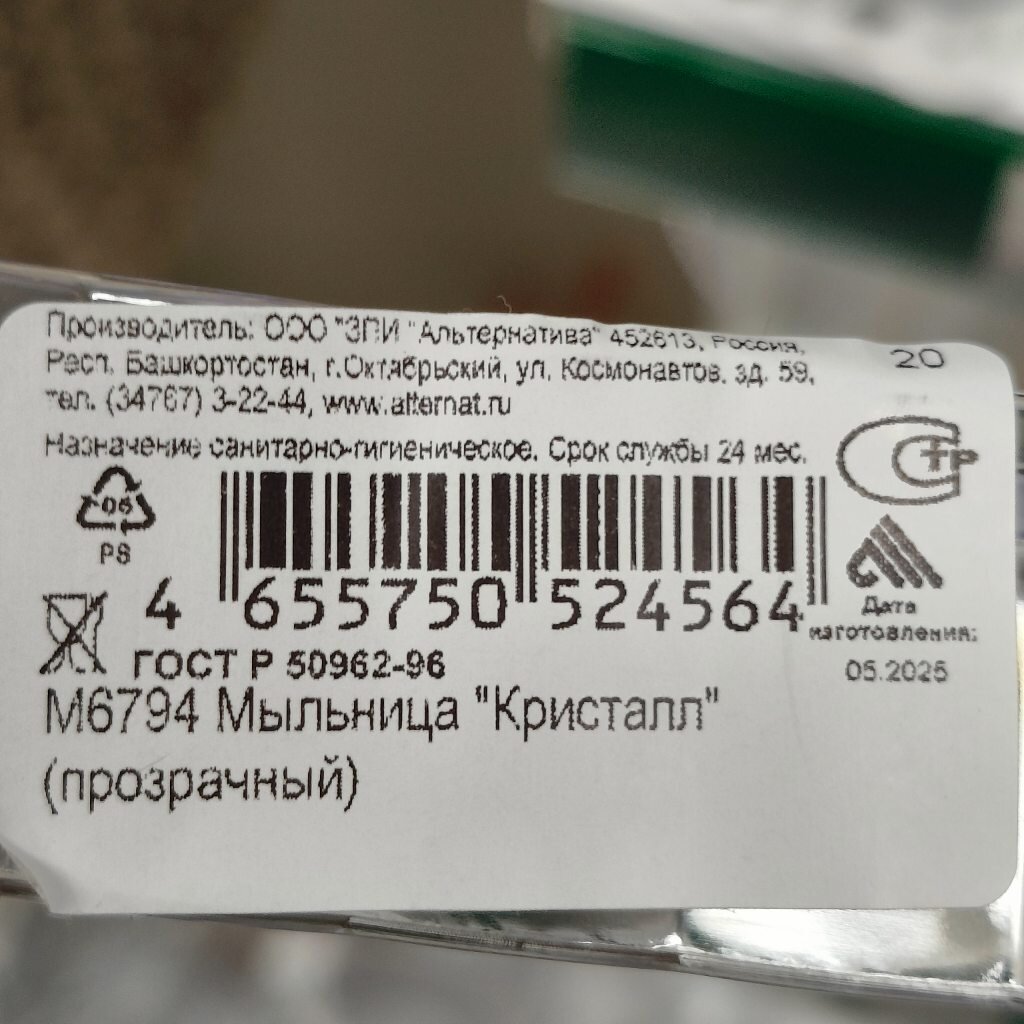 Производитель: ООО "ЗПИ "Альтернатива" 452613, Россия,
Респ. Башкортостан, г.Октябрьский, ул. Космонавтов, зд. 59,
тел. (34767) 3-22-44, www.alternat.ru
Назначение санитарно-гигиеническое. Срок службы 24 мес.
20
06
PS
4 655750 524564
ГОСТ Р 50962-96
Дата
изготовления:
05.2025
М6794 Мыльница "Кристалл"
(прозрачный)